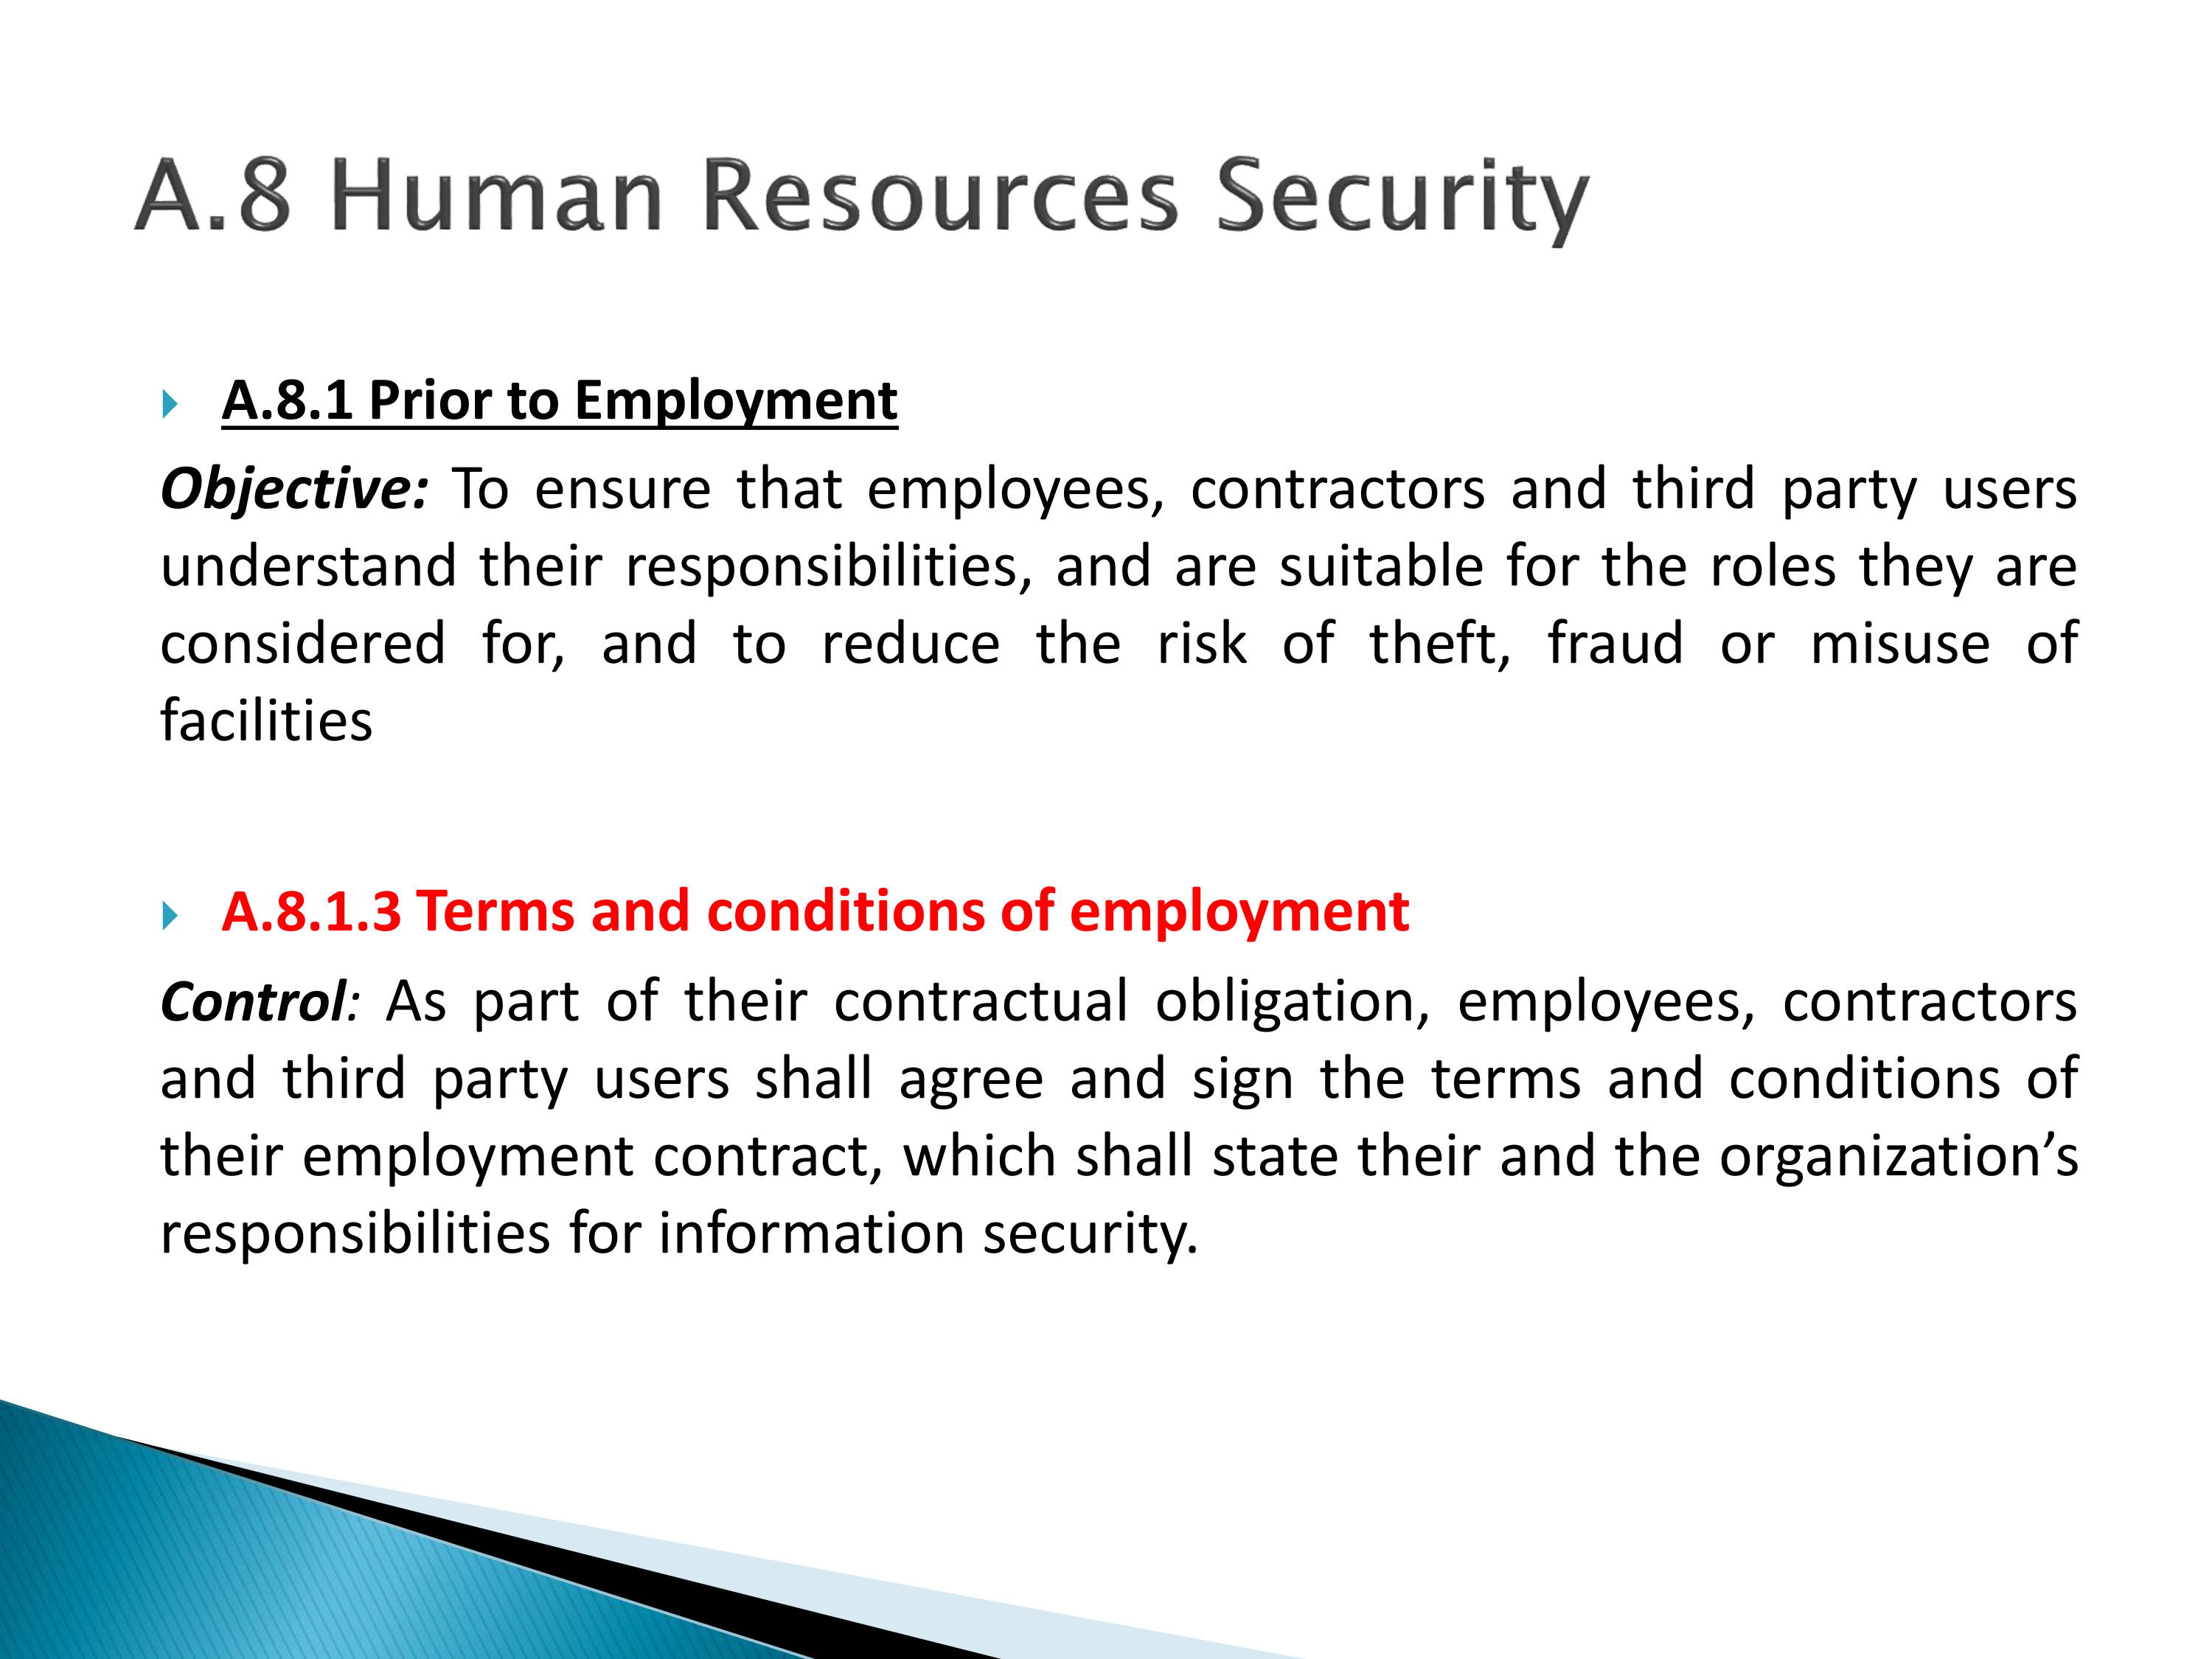 A.8 Human Resources Security
A.8.1 Prior to Employment
Objective: To ensure that employees, contractors and third party users
understand their responsibilities, and are suitable for the roles they are
considered for, and to reduce the risk of theft, fraud or misuse of
facilities
A.8.1.3 Terms and conditions of employment
Control: As part of their contractual obligation, employees, contractors
and third party users shall agree and sign the terms and conditions of
their employment contract, which shall state their and the organization’s
responsibilities for information security.